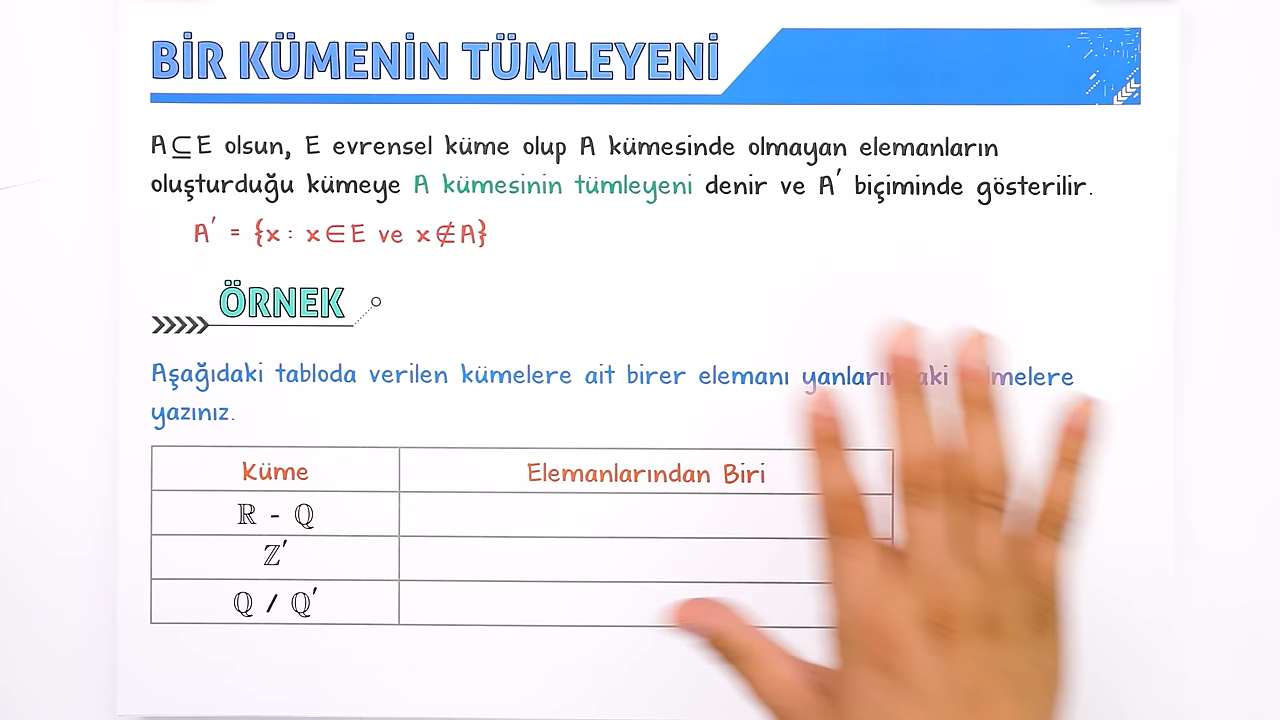 BİR KÜMENİN TÜMLEYENİ
A⊆E olsun, E evrensel küme olup A kümesinde olmayan elemanların
oluşturduğu kümeye A kümesinin tümleyeni denir ve A′ biçiminde gösterilir.
A′ = {x : x∈E ve x∉A}
ÖRNEK
Aşağıdaki tabloda verilen kümelere ait birer elemanı
yazınız.
Küme Elemanlarından Biri
ℝ - ℚ
ℤ′
ℚ / ℚ′